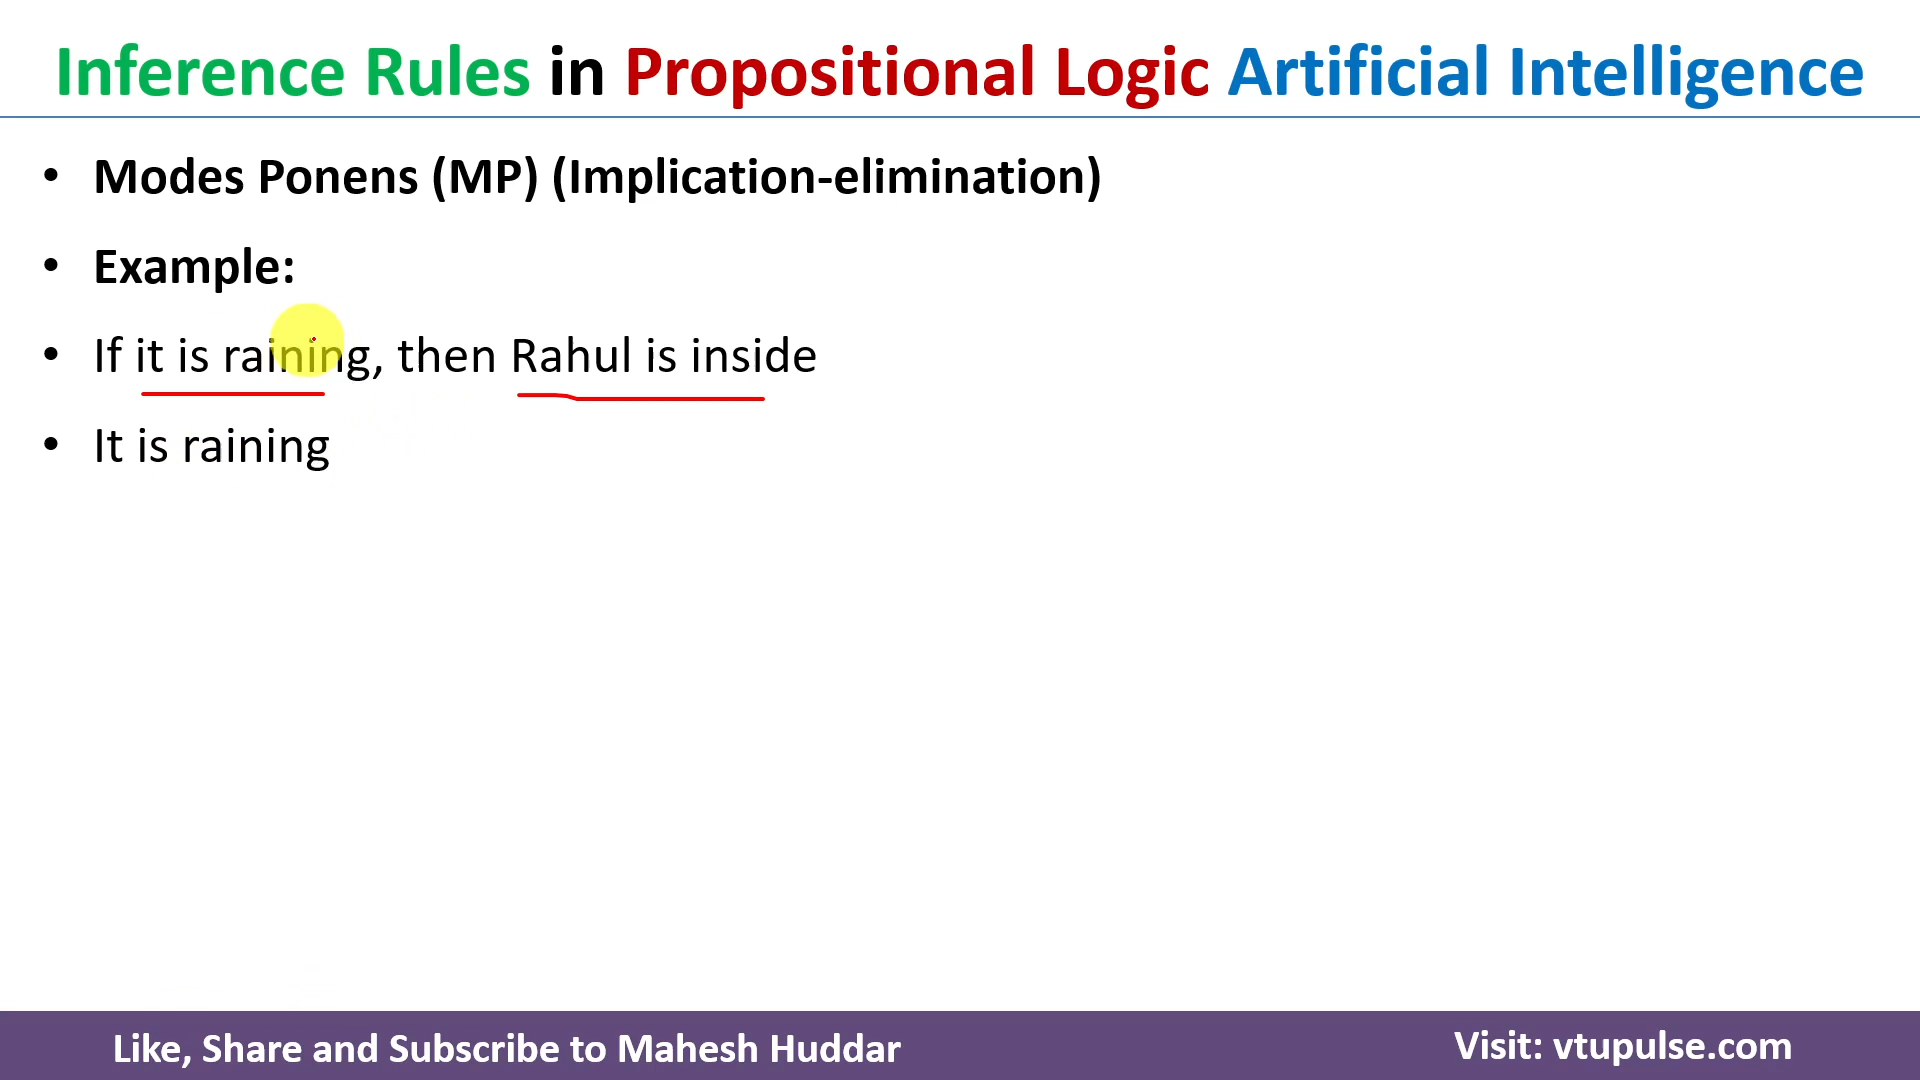 Inference Rules in Propositional Logic Artificial Intelligence
• Modes Ponens (MP) (Implication-elimination)
• Example:
• If it is raining, then Rahul is inside
• It is raining
Like, Share and Subscribe to Mahesh Huddar
Visit: vtupulse.com